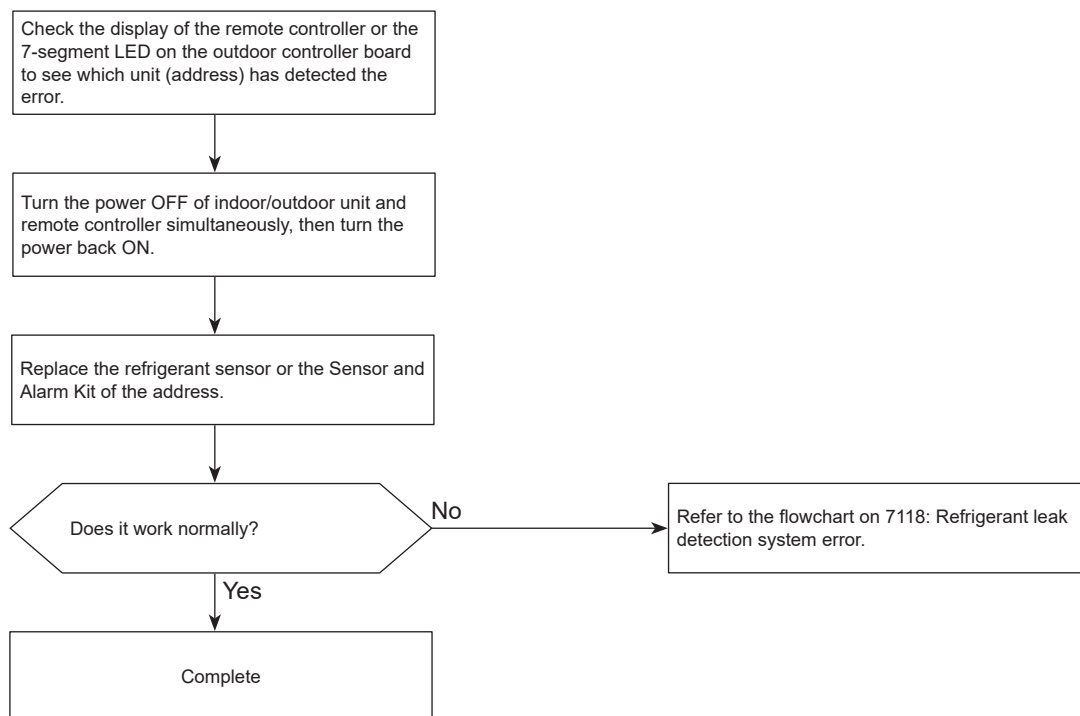 Check the display of the remote controller or the
7-segment LED on the outdoor controller board
to see which unit (address) has detected the
error.
Turn the power OFF of indoor/outdoor unit and
remote controller simultaneously, then turn the
power back ON.
Replace the refrigerant sensor or the Sensor and
Alarm Kit of the address.
Does it work normally?
No
Refer to the flowchart on 7118: Refrigerant leak
detection system error.
Yes
Complete